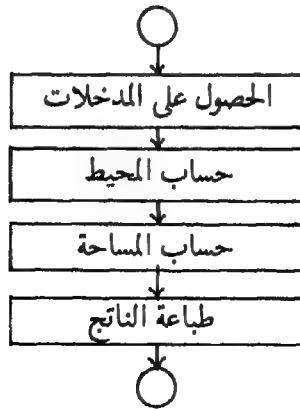 الحصول على المدخلات
حساب المحيط
حساب المساحة
طباعة الناتج